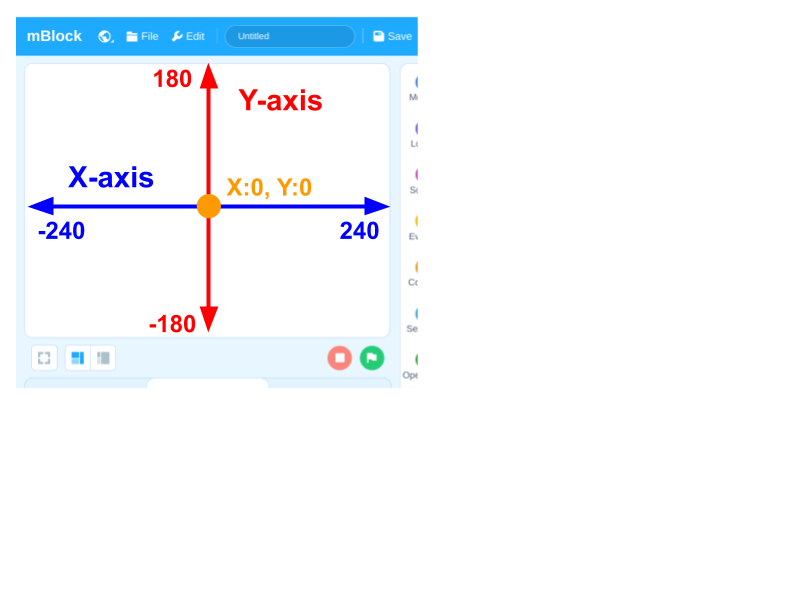 mBlock File Edit Untitled Save
180
Y-axis
X-axis
X:0, Y:0
-240
240
-180